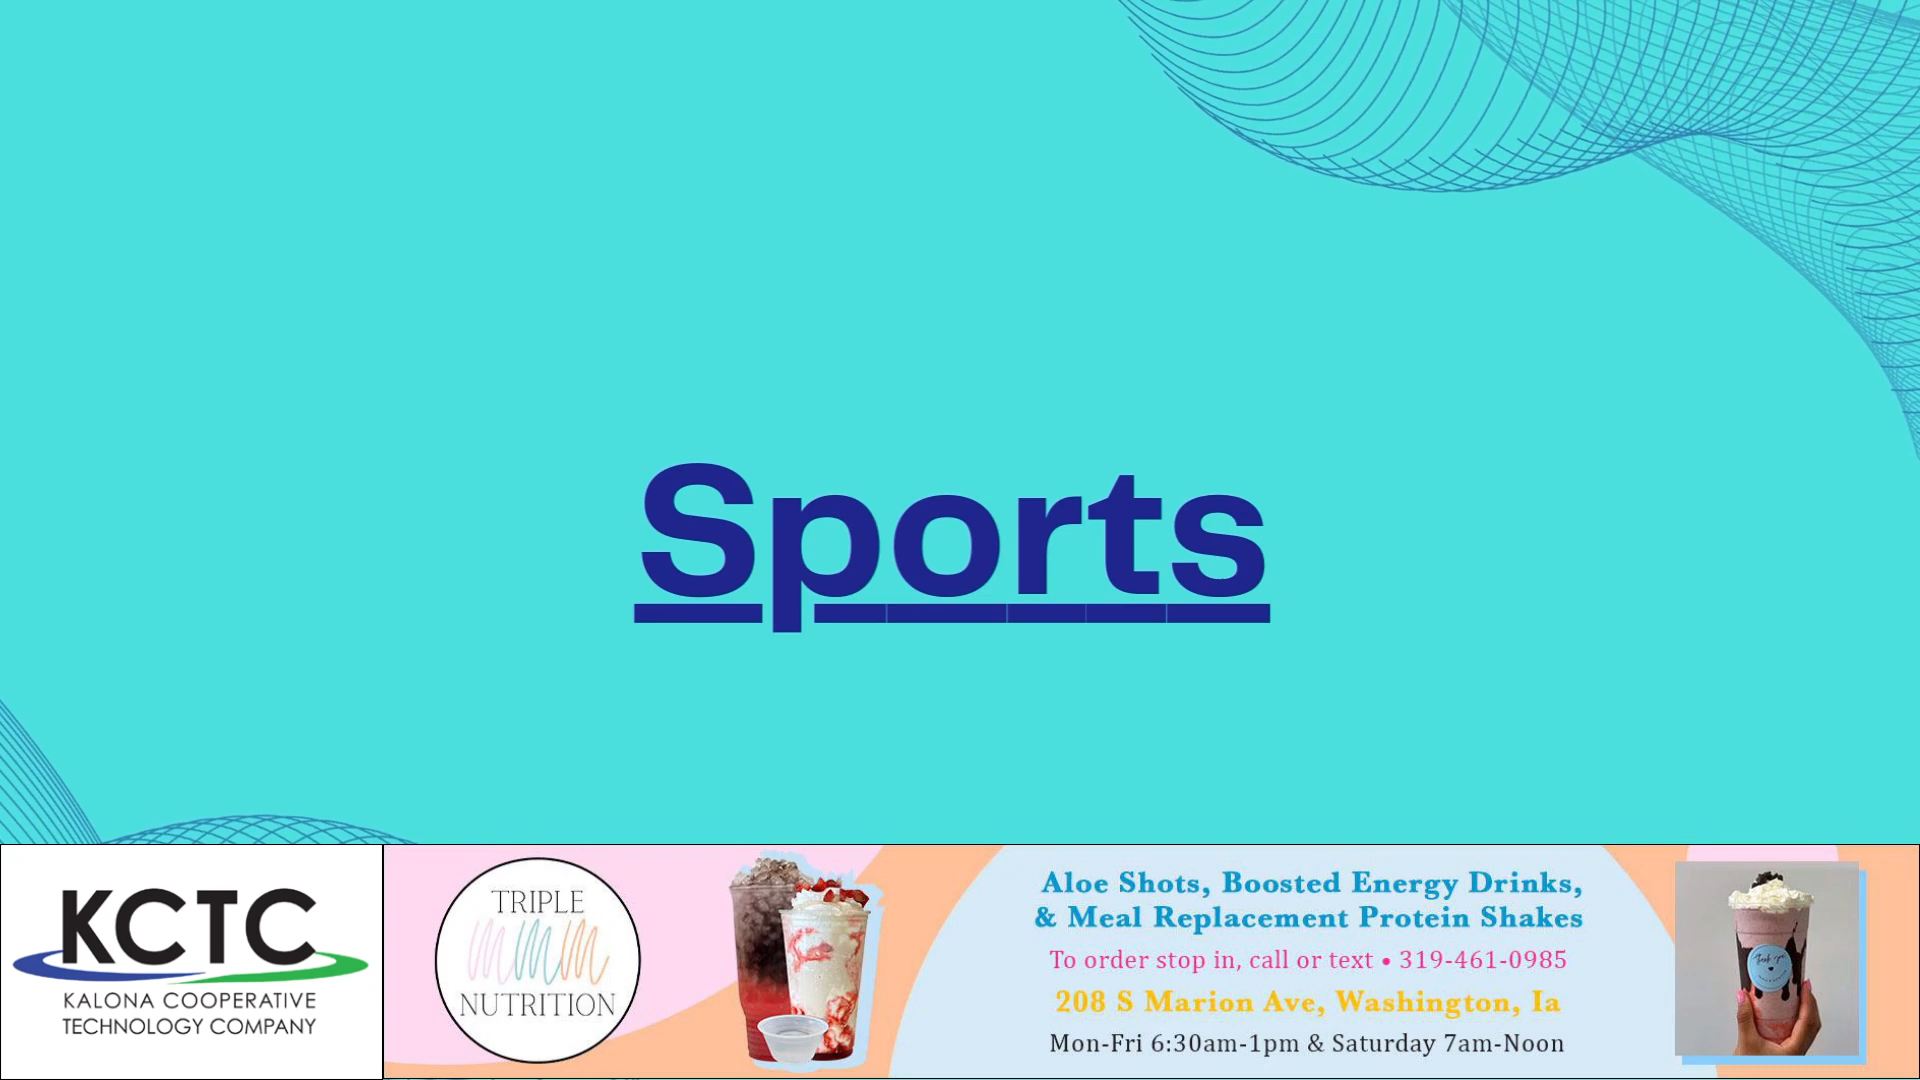 Sports
KCTC
KALONA COOPERATIVE
TECHNOLOGY COMPANY
TRIPLE
NUTRITION
Aloe Shots, Boosted Energy Drinks,
& Meal Replacement Protein Shakes
To order stop in, call or text • 319-461-0985
208 S Marion Ave, Washington, Ia
Mon-Fri 6:30am-1pm & Saturday 7am-Noon
thank you